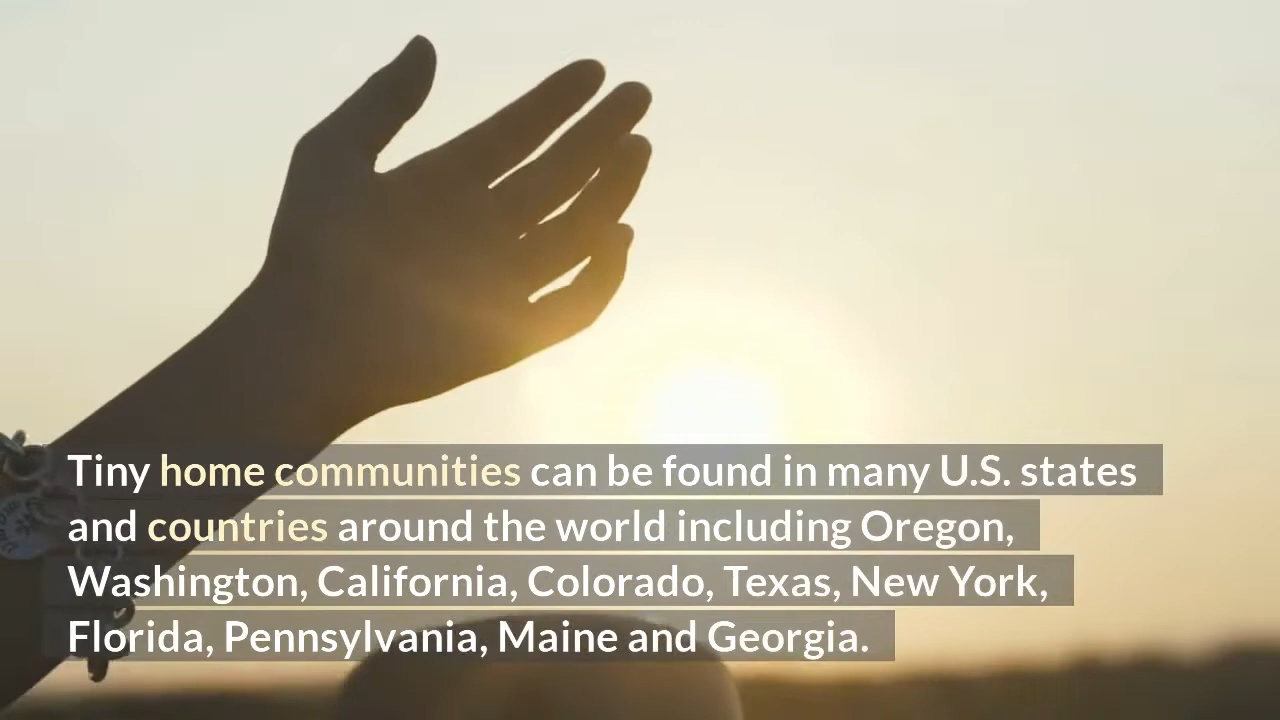 Tiny home communities can be found in many U.S. states
and countries around the world including Oregon,
Washington, California, Colorado, Texas, New York,
Florida, Pennsylvania, Maine and Georgia.